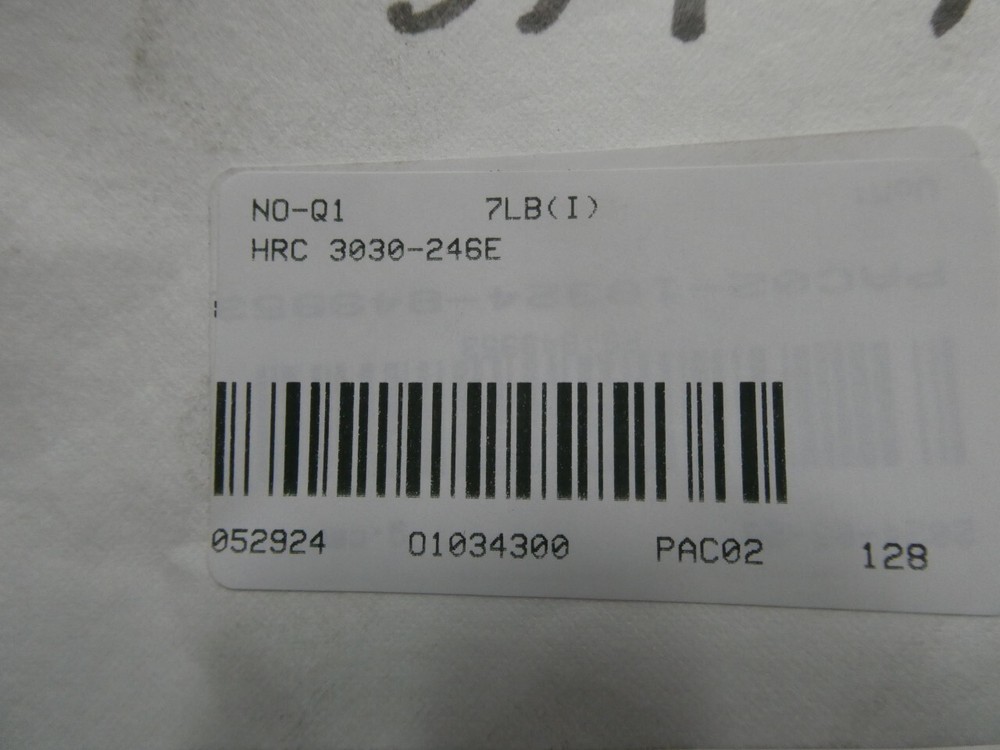 NO-Q1 7LB(I)
HRC 3030-246E
052924 01034300 PAC02 128